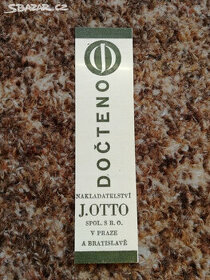 SBAZAR.CZ
DOČTENO
NAKLADATELSTVÍ
J. OTTO
SPOL. S R. O.
V PRAZE
A BRATISLAVĚ